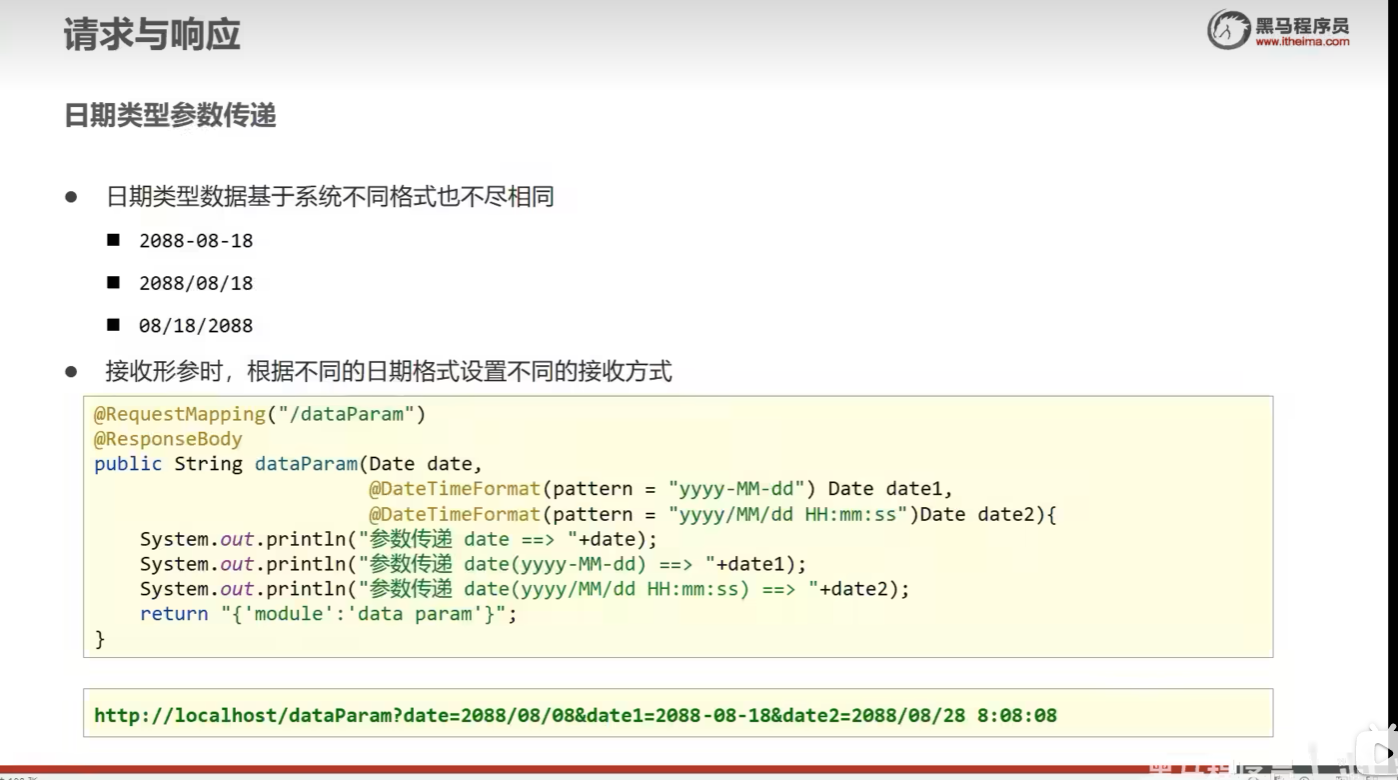 请求与响应
黑马程序员
www.itheima.com
日期类型参数传递
● 日期类型数据基于系统不同格式也不尽相同
■ 2088-08-18
■ 2088/08/18
■ 08/18/2088
● 接收形参时，根据不同的日期格式设置不同的接收方式
@RequestMapping("/dataParam")
@ResponseBody
public String dataParam(Date date,
@DateTimeFormat(pattern = "yyyy-MM-dd") Date date1,
@DateTimeFormat(pattern = "yyyy/MM/dd HH:mm:ss")Date date2){
System.out.println("参数传递 date ==> "+date);
System.out.println("参数传递 date(yyyy-MM-dd) ==> "+date1);
System.out.println("参数传递 date(yyyy/MM/dd HH:mm:ss) ==> "+date2);
return "{'module':'data param'}";
}
http://localhost/dataParam?date=2088/08/08&date1=2088-08-18&date2=2088/08/28 8:08:08